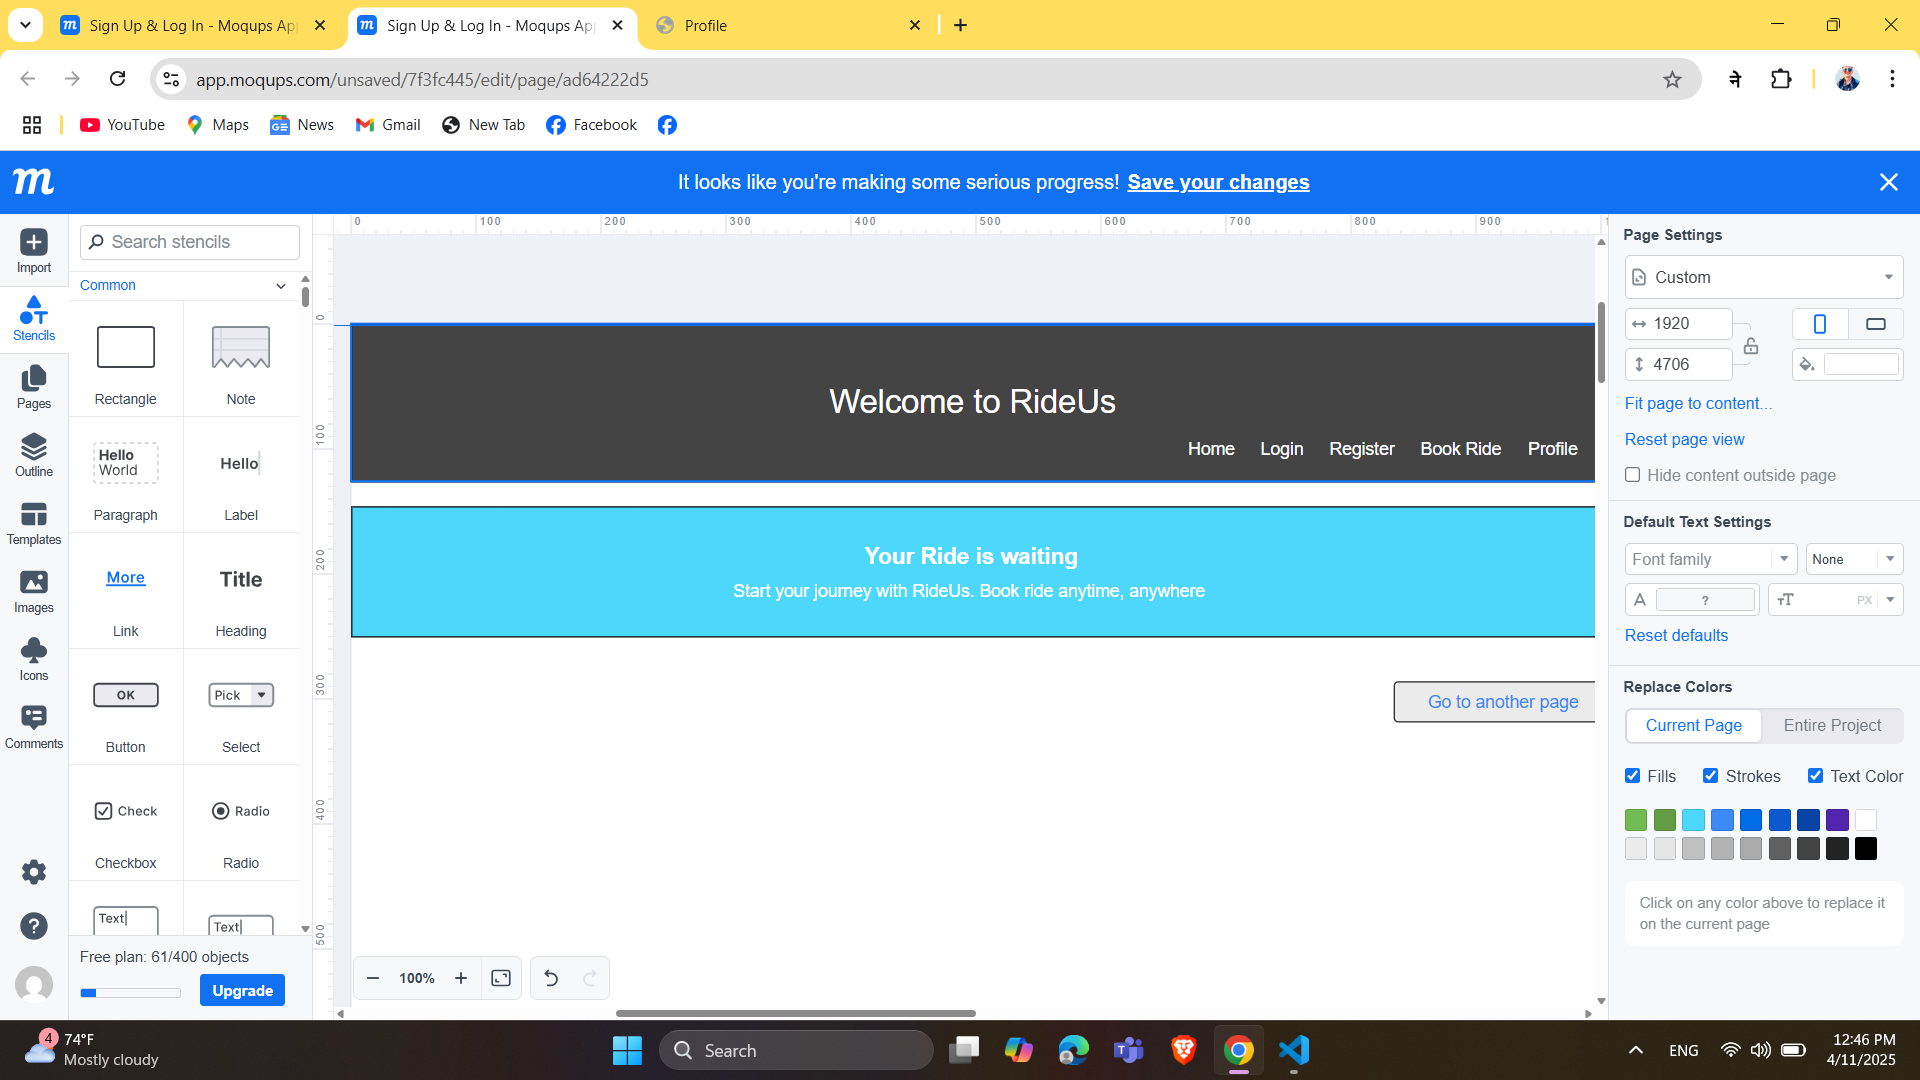 Sign Up & Log In - Moqups Ap
Sign Up & Log In - Moqups Ap
Profile
app.moqups.com/unsaved/7f3fc445/edit/page/ad64222d5
ने
YouTube
Maps
News
Gmail
New Tab
Facebook
m
It looks like you're making some serious progress! Save your changes
Import
Stencils
Pages
Outline
Templates
Images
Icons
Comments
Search stencils
Common
Rectangle
Note
Hello
World
Hello
Paragraph
Label
More
Title
Link
Heading
OK
Pick
Button
Select
Check
Radio
Checkbox
Radio
Text
Text
Free plan: 61/400 objects
Upgrade
0 100 200 300 400 500 600 700 800 900 1
0
100
200
300
400
500
Welcome to RideUs
Home Login Register Book Ride Profile
Your Ride is waiting
Start your journey with RideUs. Book ride anytime, anywhere
Go to another page
100%
Page Settings
Custom
1920
4706
Fit page to content...
Reset page view
Hide content outside page
Default Text Settings
Font family
None
A ?
TT PX
Reset defaults
Replace Colors
Current Page
Entire Project
Fills
Strokes
Text Color
Click on any color above to replace it
on the current page
4
74°F
Mostly cloudy
Search
ENG
12:46 PM
4/11/2025